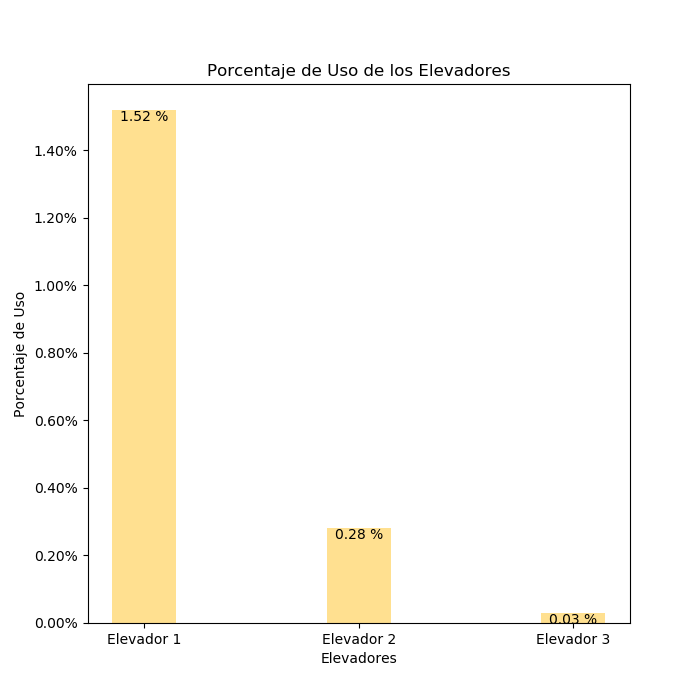 Porcentaje de Uso de los Elevadores
1.52 %
1.40%
1.20%
1.00%
0.80%
0.60%
0.40%
0.20%
0.00%
Porcentaje de Uso
0.28 %
0.03 %
Elevador 1
Elevador 2
Elevador 3
Elevadores